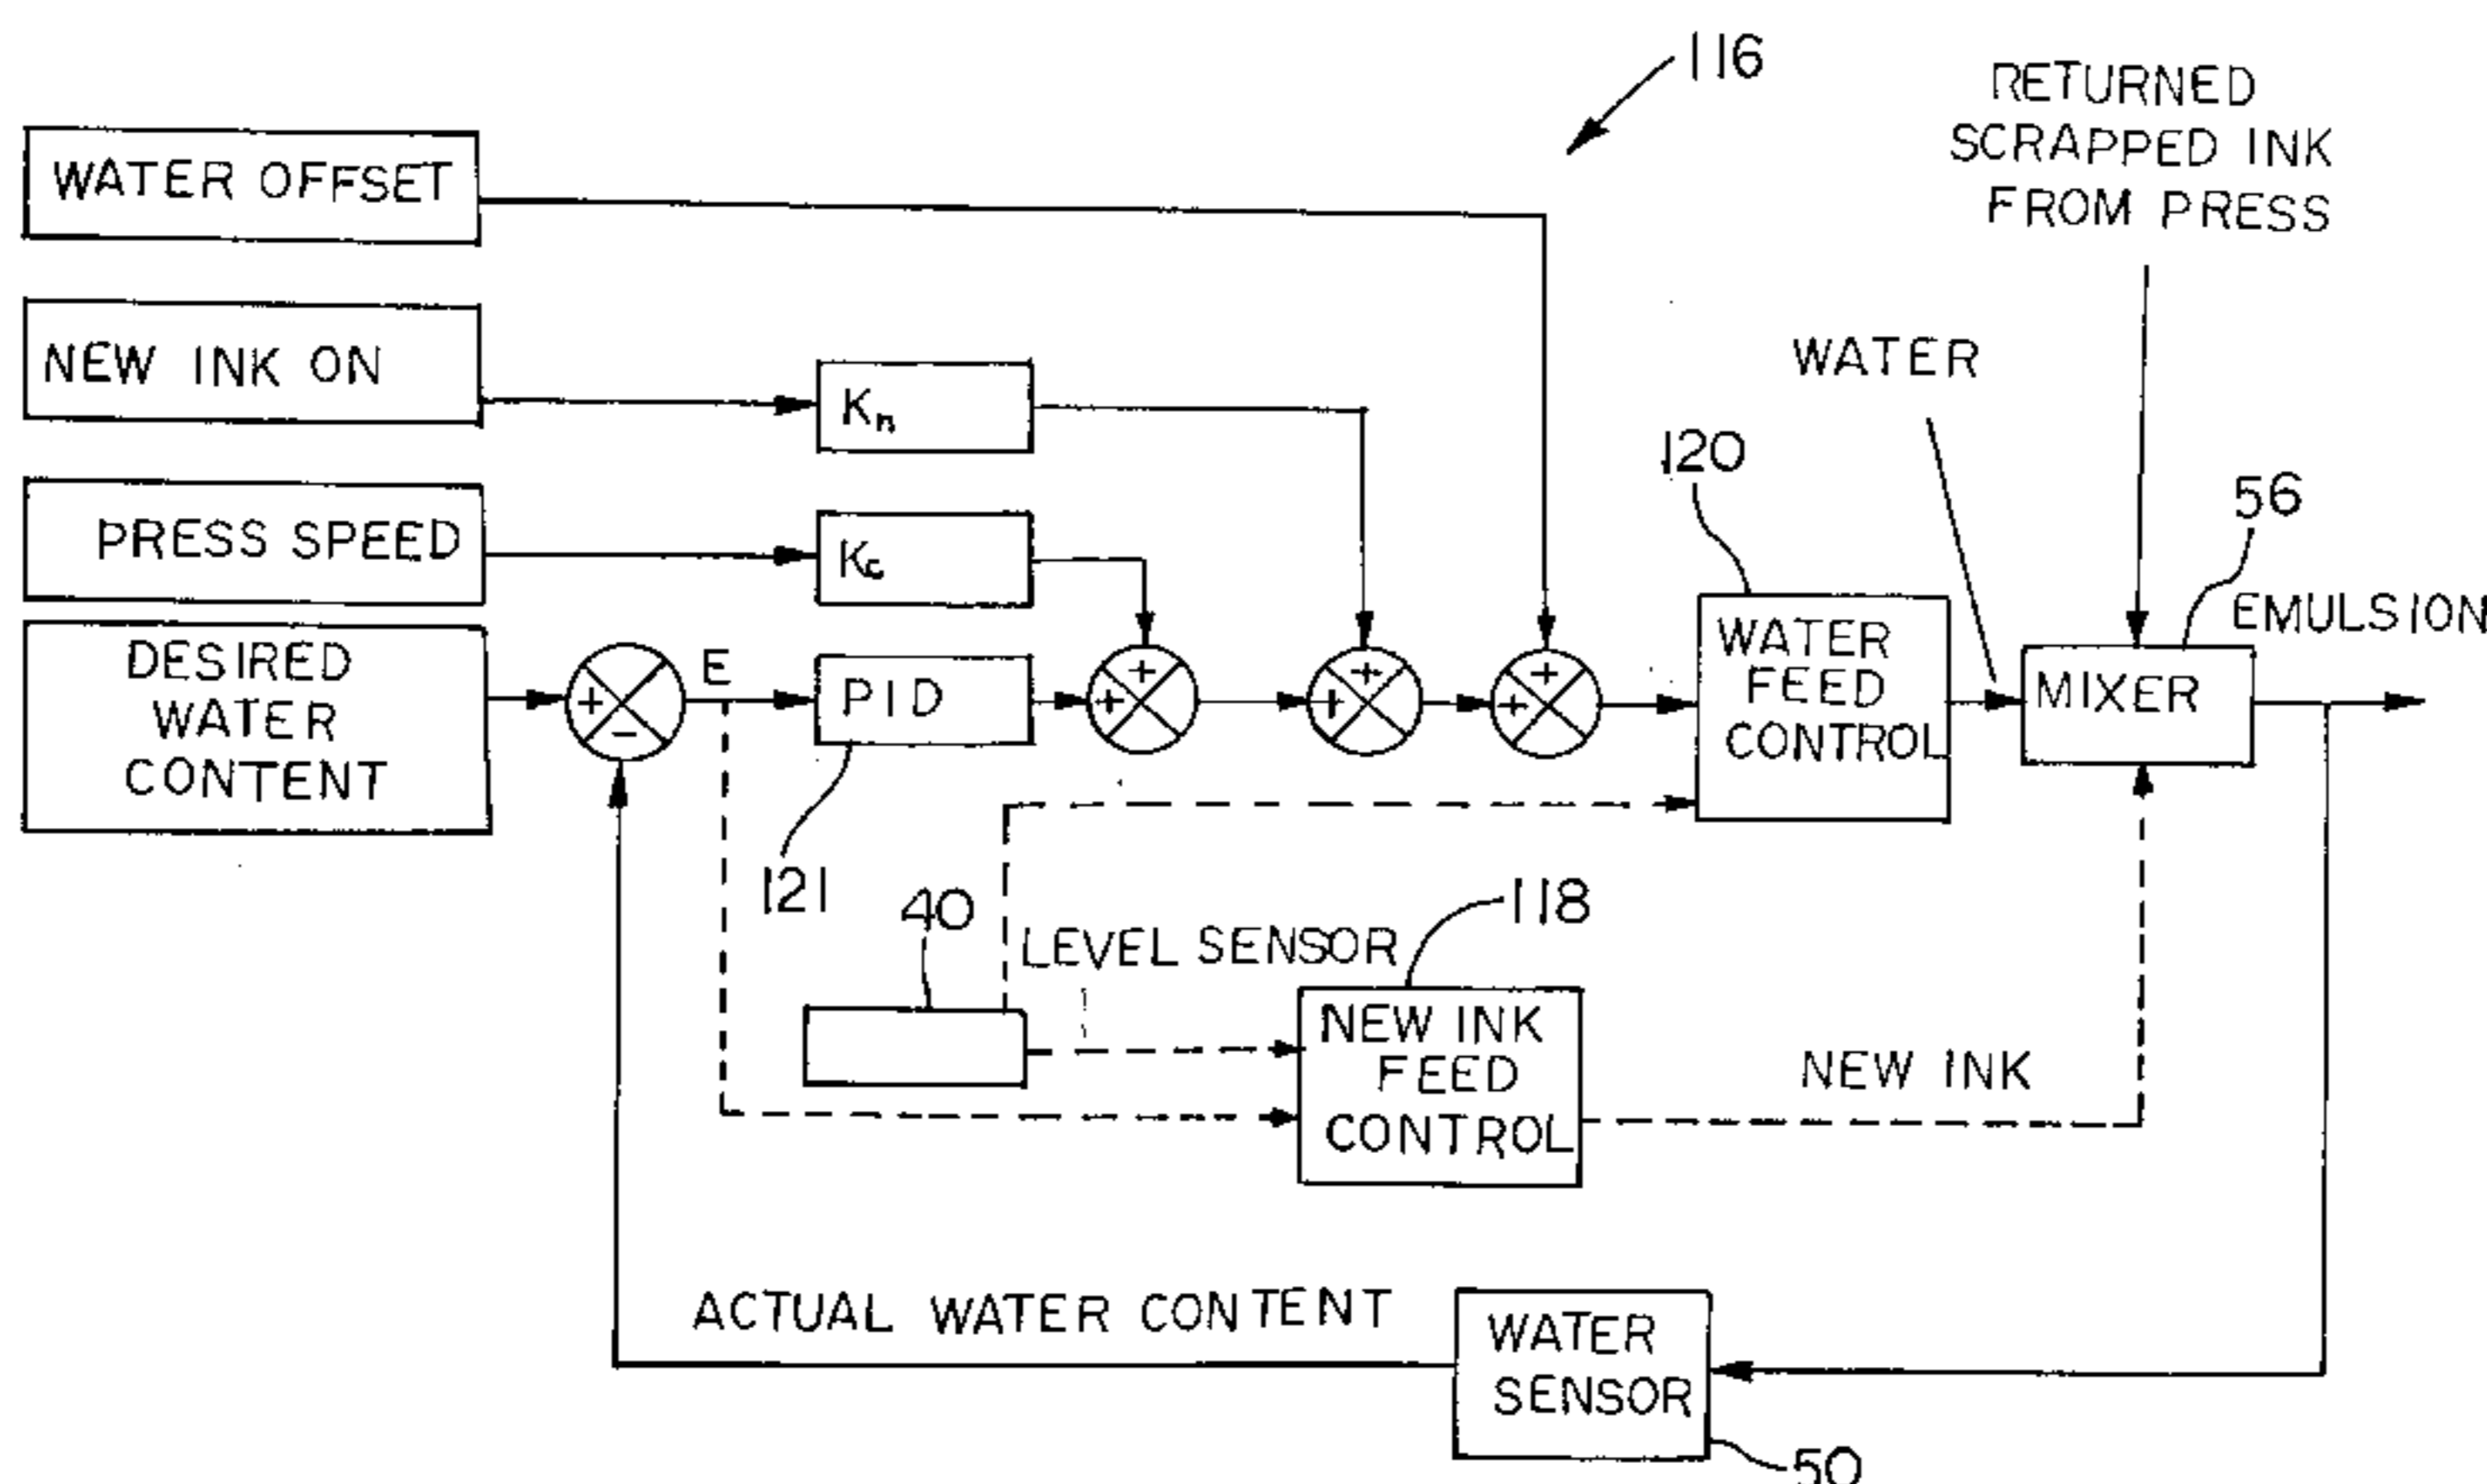 116
RETURNED
SCRAPPED INK
FROM PRESS
WATER OFFSET
NEW INK ON
Kn
WATER
120
56
PRESS SPEED
Kc
EMULSION
DESIRED
WATER
CONTENT
+
-
E
PID
+
+
+
+
+
+
WATER
FEED
CONTROL
MIXER
121
40
LEVEL SENSOR
118
NEW INK
FEED
CONTROL
NEW INK
ACTUAL WATER CONTENT
WATER
SENSOR
50